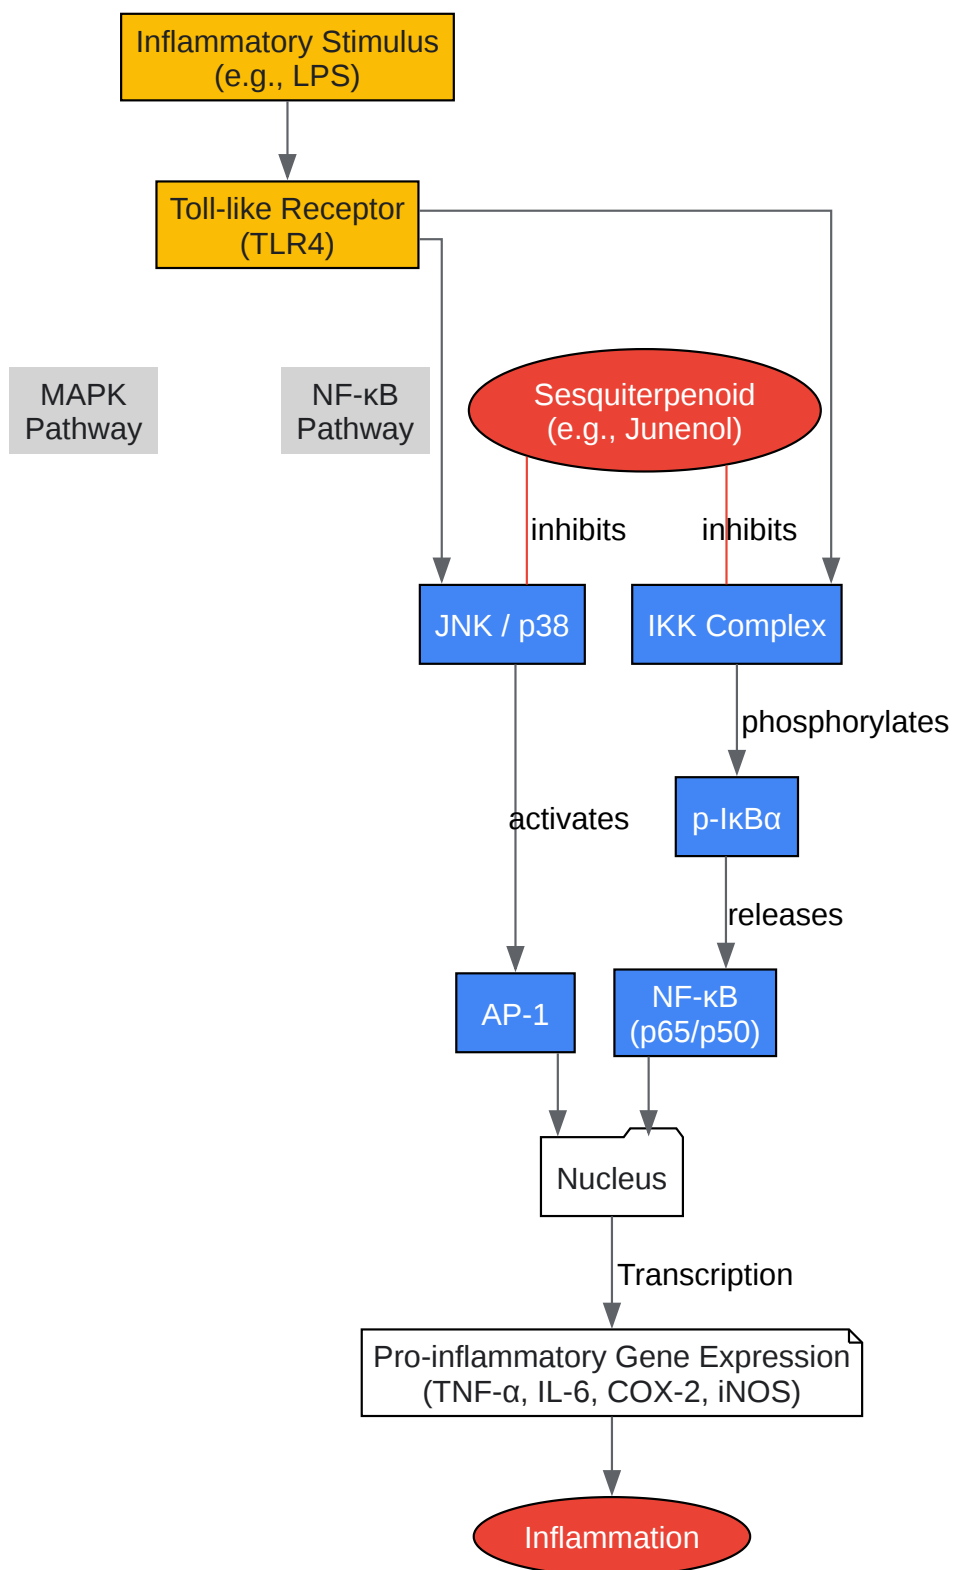 Inflammatory Stimulus
(e.g., LPS)
Toll-like Receptor
(TLR4)
MAPK
Pathway
NF-κB
Pathway
Sesquiterpenoid
(e.g., Junenol)
inhibits
inhibits
JNK / p38
IKK Complex
phosphorylates
activates
p-IκBα
releases
AP-1
NF-κB
(p65/p50)
Nucleus
Transcription
Pro-inflammatory Gene Expression
(TNF-α, IL-6, COX-2, iNOS)
Inflammation